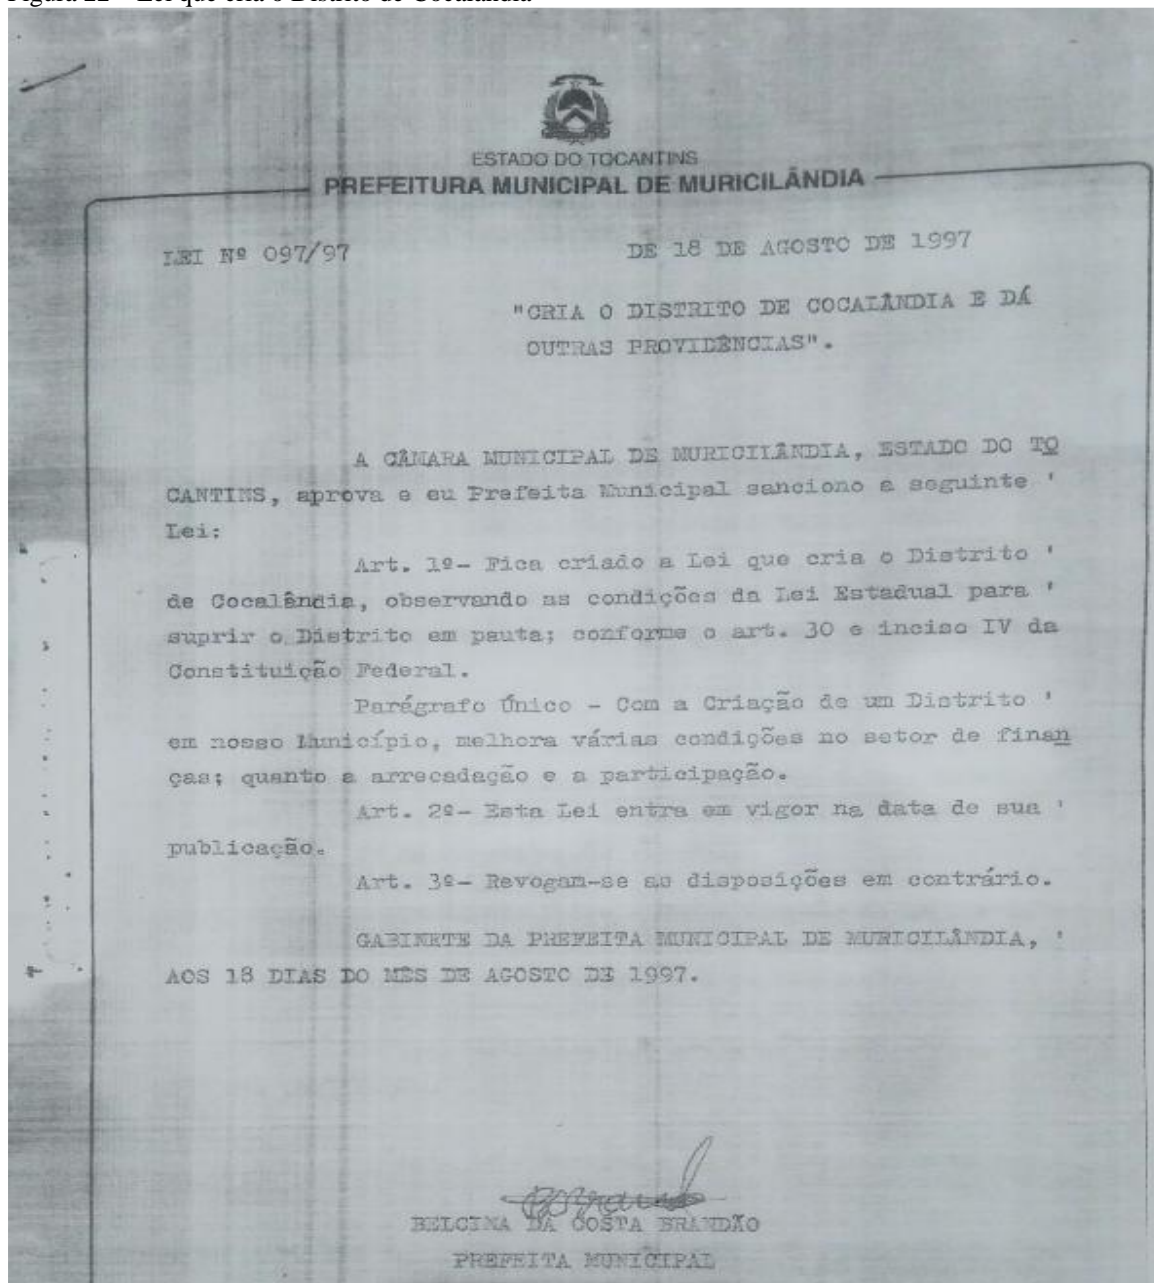 ESTADO DO TOCANTINS
PREFEITURA MUNICIPAL DE MURICILÂNDIA
LEI Nº 097/97 DE 18 DE AGOSTO DE 1997
"CRIA O DISTRITO DE COCALÂNDIA E DÁ
OUTRAS PROVIDÊNCIAS".
A CÂMARA MUNICIPAL DE MURICILÂNDIA, ESTADO DO TO
CANTINS, aprova e eu Prefeita Municipal sanciono a seguinte '
Lei:
Art. 1º- Fica criado a Lei que cria o Distrito '
de Cocalândia, observando as condições da Lei Estadual para '
suprir o Distrito em pauta; conforme o art. 30 e inciso IV da
Constituição Federal.
Parágrafo Único - Com a Criação de um Distrito '
em nosso Município, melhora várias condições no setor de finan
ças; quanto a arrecadação e a participação.
Art. 2º- Esta Lei entra em vigor na data de sua '
publicação.
Art. 3º- Revogam-se as disposições em contrário.
GABINETE DA PREFEITA MUNICIPAL DE MURICILÂNDIA, '
AOS 18 DIAS DO MÊS DE AGOSTO DE 1997.
BELCINA DA COSTA BRANDÃO
PREFEITA MUNICIPAL